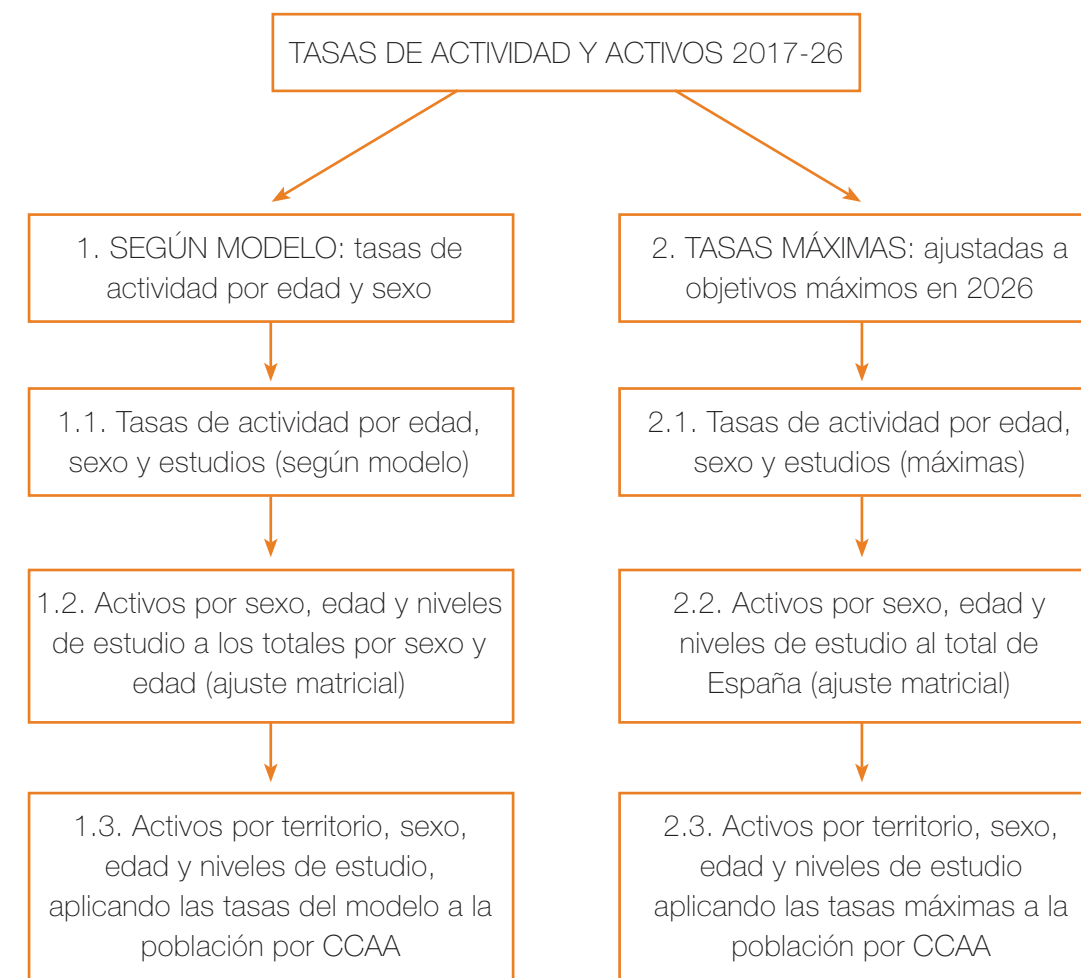 TASAS DE ACTIVIDAD Y ACTIVOS 2017-26
1. SEGÚN MODELO: tasas de
actividad por edad y sexo
2. TASAS MÁXIMAS: ajustadas a
objetivos máximos en 2026
1.1. Tasas de actividad por edad,
sexo y estudios (según modelo)
2.1. Tasas de actividad por edad,
sexo y estudios (máximas)
1.2. Activos por sexo, edad y niveles
de estudio a los totales por sexo y
edad (ajuste matricial)
2.2. Activos por sexo, edad y
niveles de estudio al total de
España (ajuste matricial)
1.3. Activos por territorio, sexo,
edad y niveles de estudio,
aplicando las tasas del modelo a la
población por CCAA
2.3. Activos por territorio, sexo,
edad y niveles de estudio
aplicando las tasas máximas a la
población por CCAA